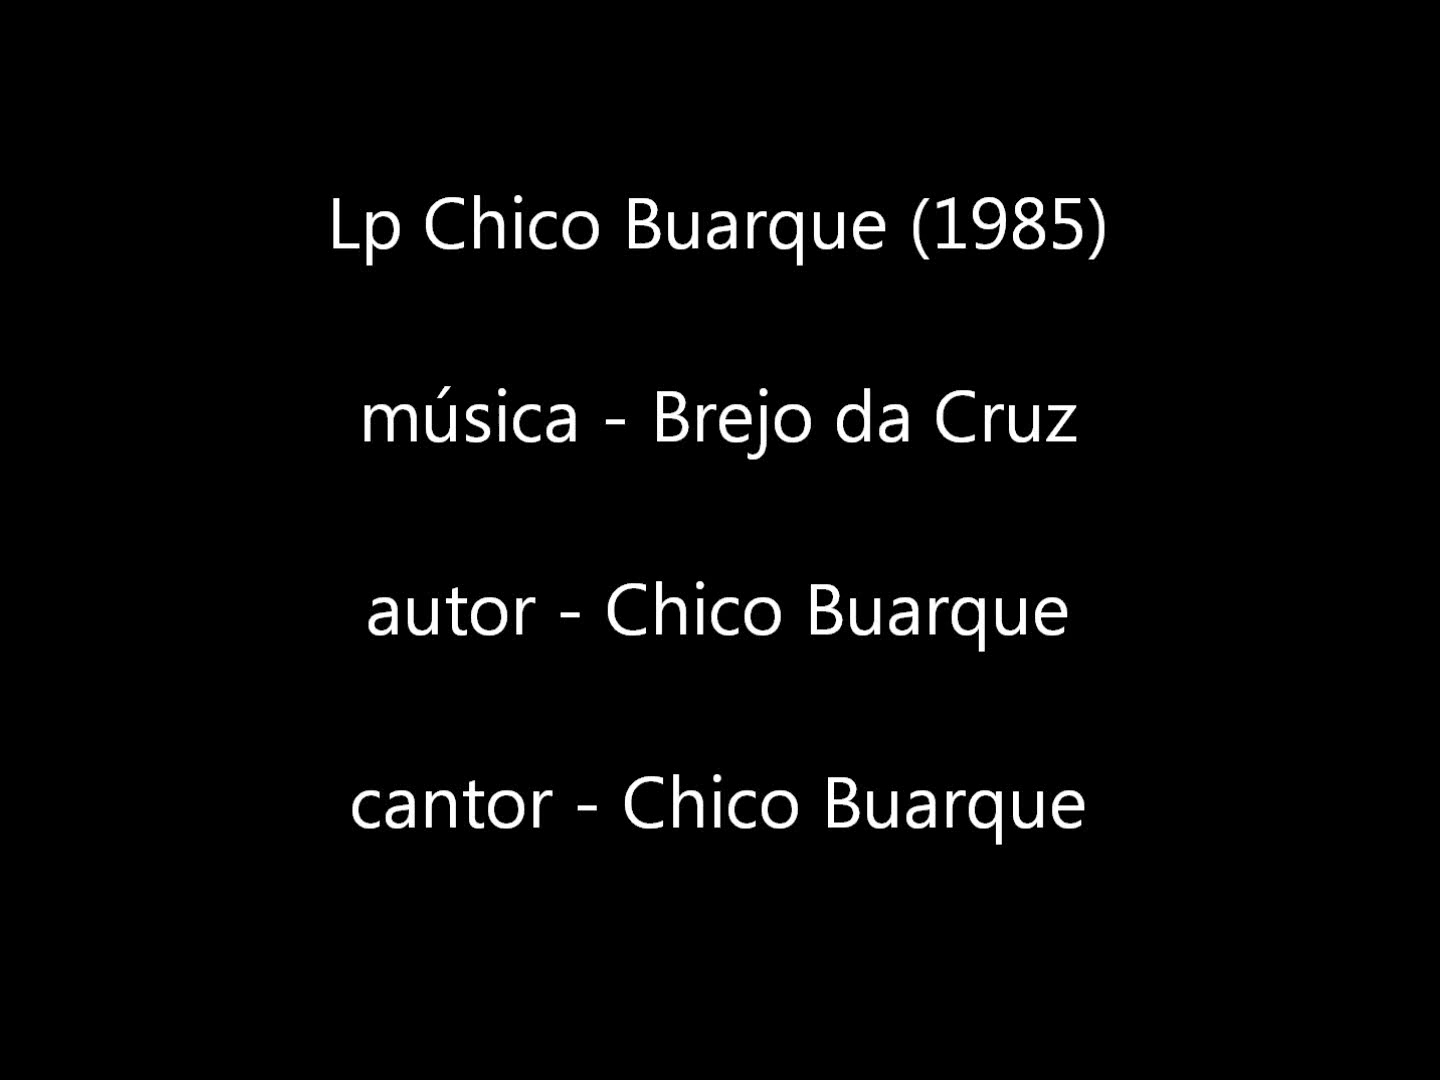 Lp Chico Buarque (1985)
música - Brejo da Cruz
autor - Chico Buarque
cantor - Chico Buarque